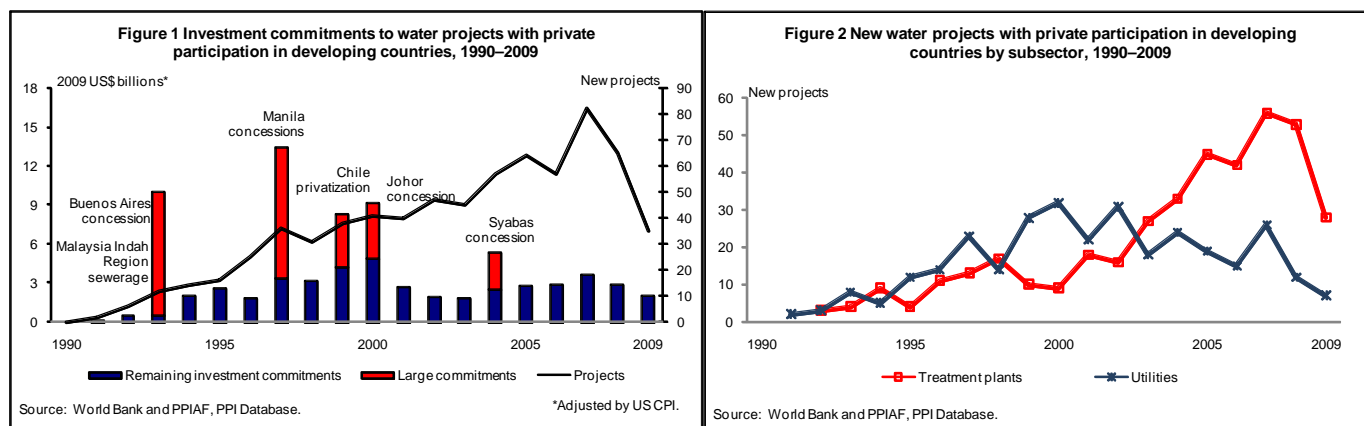 Figure 1 Investment commitments to water projects with private
participation in developing countries, 1990–2009
2009 US$ billions*
New projects
18
15
12
9
6
3
0
90
80
70
60
50
40
30
20
10
0
Manila
concessions
Chile
privatization
Johor
concession
Buenos Aires
concession
Malaysia Indah
Region
sewerage
Syabas
concession
1990
1995
2000
2005
2009
Remaining investment commitments
Large commitments
Projects
Source: World Bank and PPIAF, PPI Database.
*Adjusted by US CPI.
Figure 2 New water projects with private participation in developing
countries by subsector, 1990–2009
New projects
60
50
40
30
20
10
0
1990
1995
2000
2005
2009
Treatment plants
Utilities
Source: World Bank and PPIAF, PPI Database.